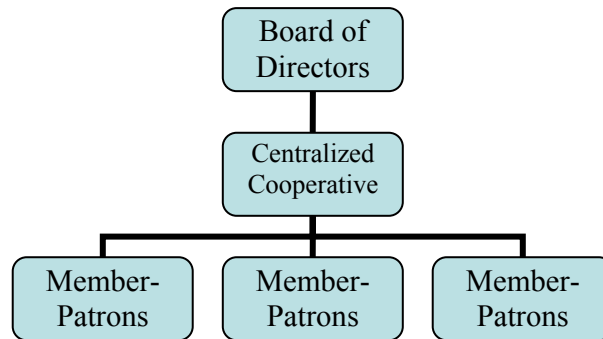 Board of
Directors
Centralized
Cooperative
Member-
Patrons
Member-
Patrons
Member-
Patrons